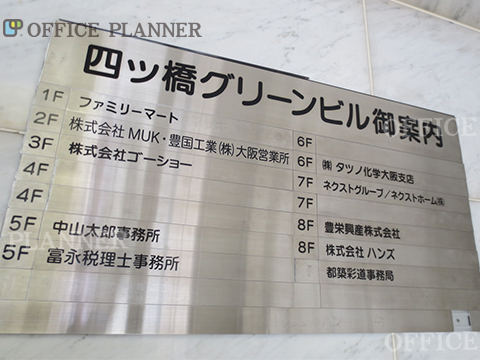 OFFICE PLANNER
四ツ橋グリーンビル御案内
1F ファミリーマート
2F 株式会社 MUK・豊国工業(株)大阪営業所
3F 株式会社ゴーショー
4F
4F
5F 中山太郎事務所
5F 富永税理士事務所
6F
6F ㈱ タツノ化学大阪支店
7F ネクストグループ/ネクストホーム㈱
7F
8F 豊栄興産株式会社
8F 株式会社 ハンズ
都築彩道事務局
OFFICE
PLANNER
OFFICE
OFFICE